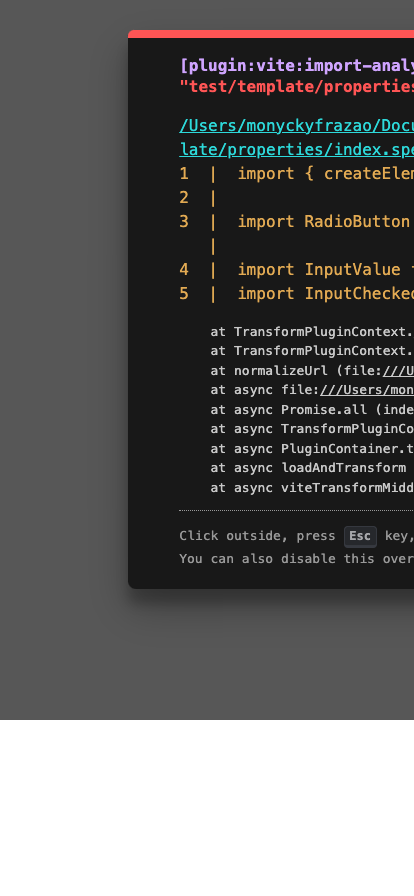 [plugin:vite:import-analy
"test/template/properties
/Users/monyckyfrazao/Docu
late/properties/index.spe
1 | import { createElem
2 |
3 | import RadioButton
|
4 | import InputValue f
5 | import InputChecked
at TransformPluginContext.
at TransformPluginContext.
at normalizeUrl (file:///U
at async file:///Users/mon
at async Promise.all (inde
at async TransformPluginCo
at async PluginContainer.t
at async loadAndTransform
at async viteTransformMidd
Click outside, press Esc key,
You can also disable this over